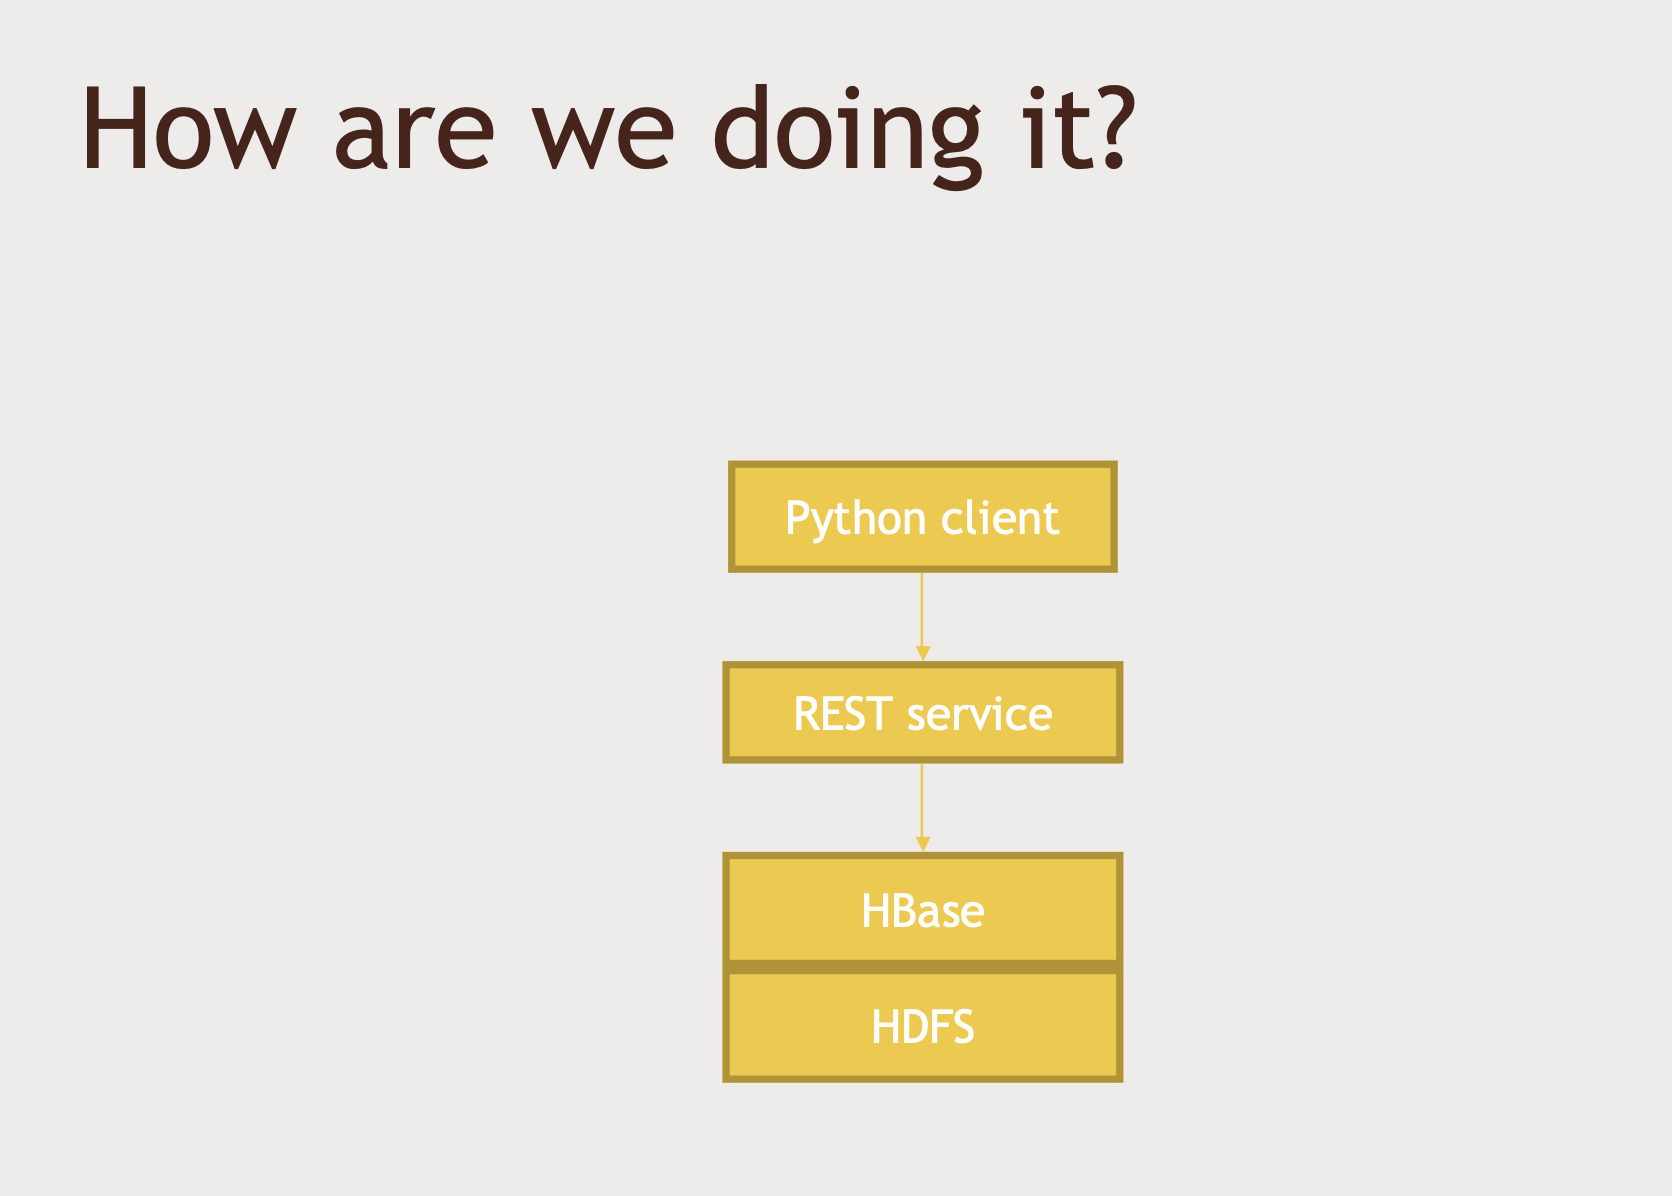 How are we doing it?
Python client
REST service
HBase
HDFS